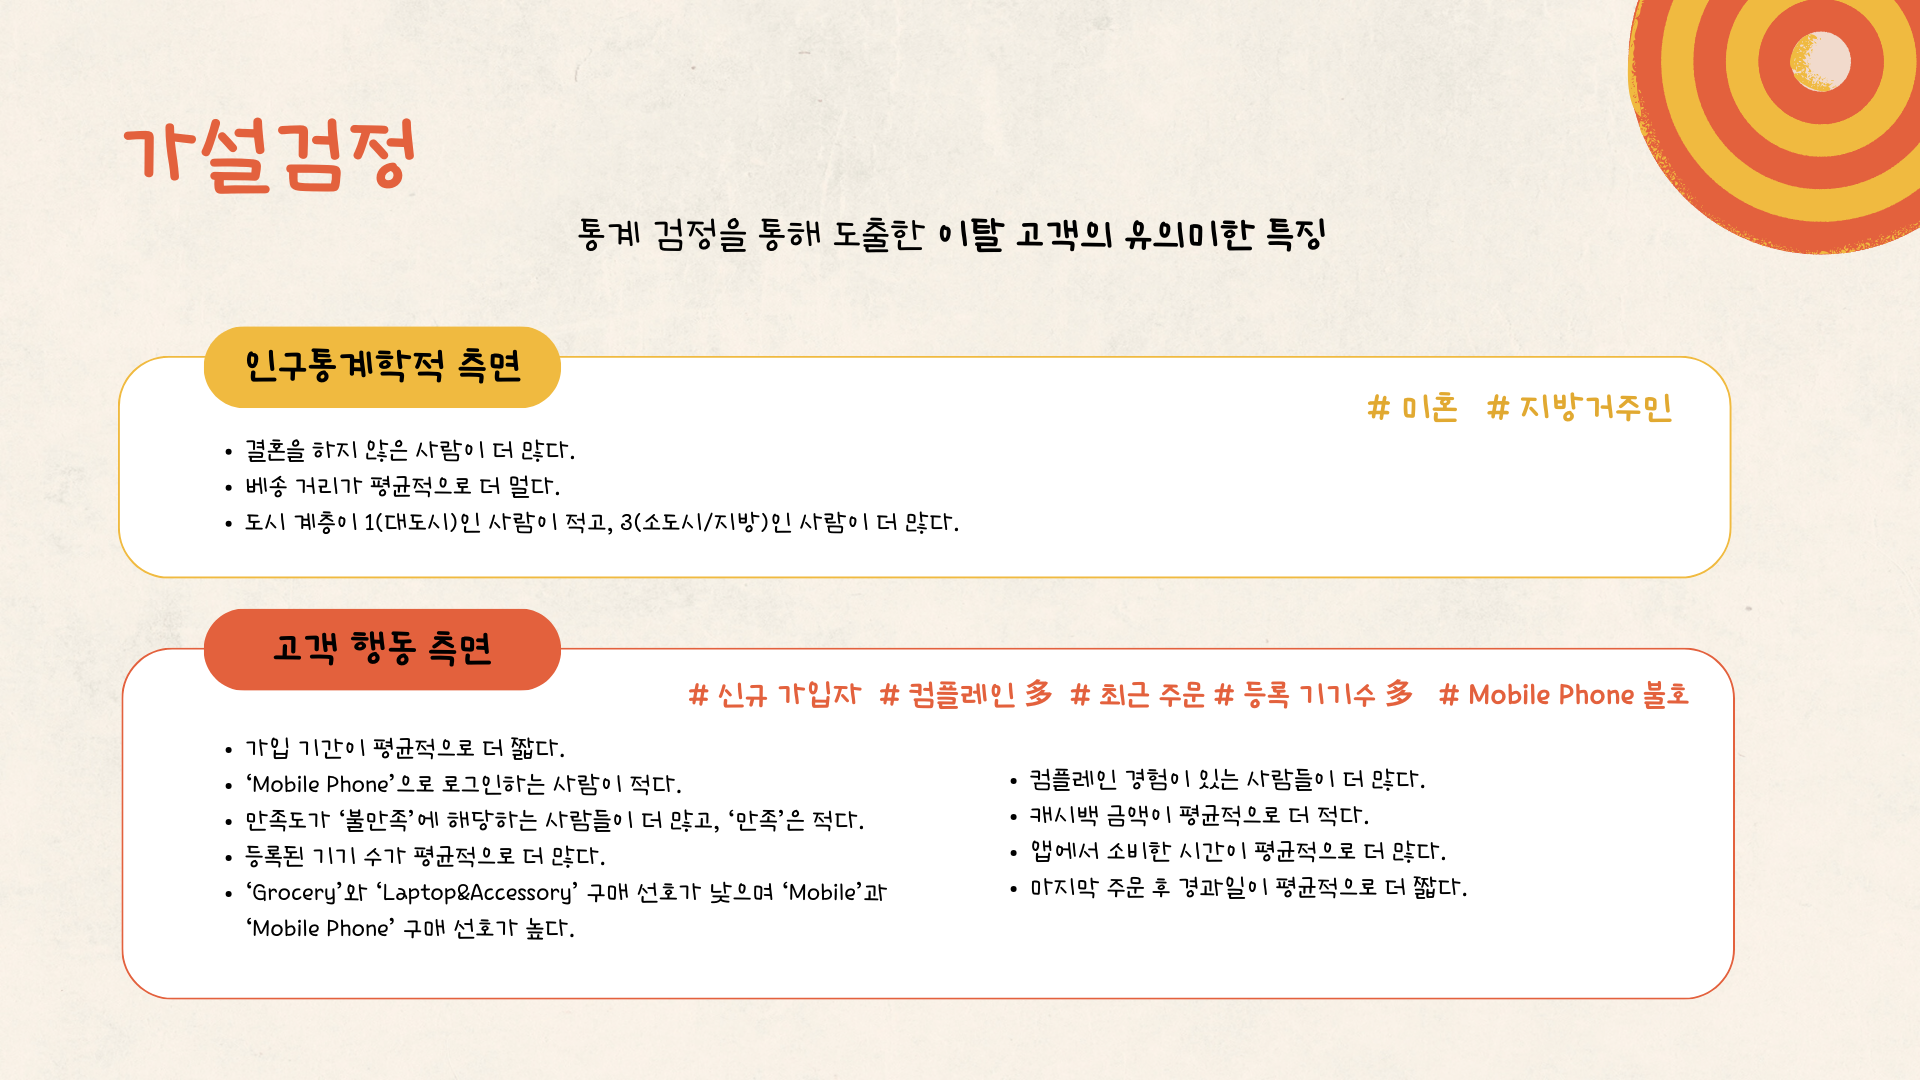 가설검정
통계 검정을 통해 도출한 이탈 고객의 유의미한 특징
인구통계학적 측면
# 미혼 # 지방거주민
• 결혼을 하지 않은 사람이 더 많다.
• 베송 거리가 평균적으로 더 멀다.
• 도시 계층이 1(대도시)인 사람이 적고, 3(소도시/지방)인 사람이 더 많다.
고객 행동 측면
# 신규 가입자 # 컴플레인 多 # 최근 주문 # 등록 기기수 多 # Mobile Phone 불호
• 가입 기간이 평균적으로 더 짧다.
• ‘Mobile Phone’으로 로그인하는 사람이 적다.
• 만족도가 ‘불만족’에 해당하는 사람들이 더 많고, ‘만족’은 적다.
• 등록된 기기 수가 평균적으로 더 많다.
• ‘Grocery’와 ‘Laptop&Accessory’ 구매 선호가 낮으며 ‘Mobile’과
‘Mobile Phone’ 구매 선호가 높다.
• 컴플레인 경험이 있는 사람들이 더 많다.
• 캐시백 금액이 평균적으로 더 적다.
• 앱에서 소비한 시간이 평균적으로 더 많다.
• 마지막 주문 후 경과일이 평균적으로 더 짧다.